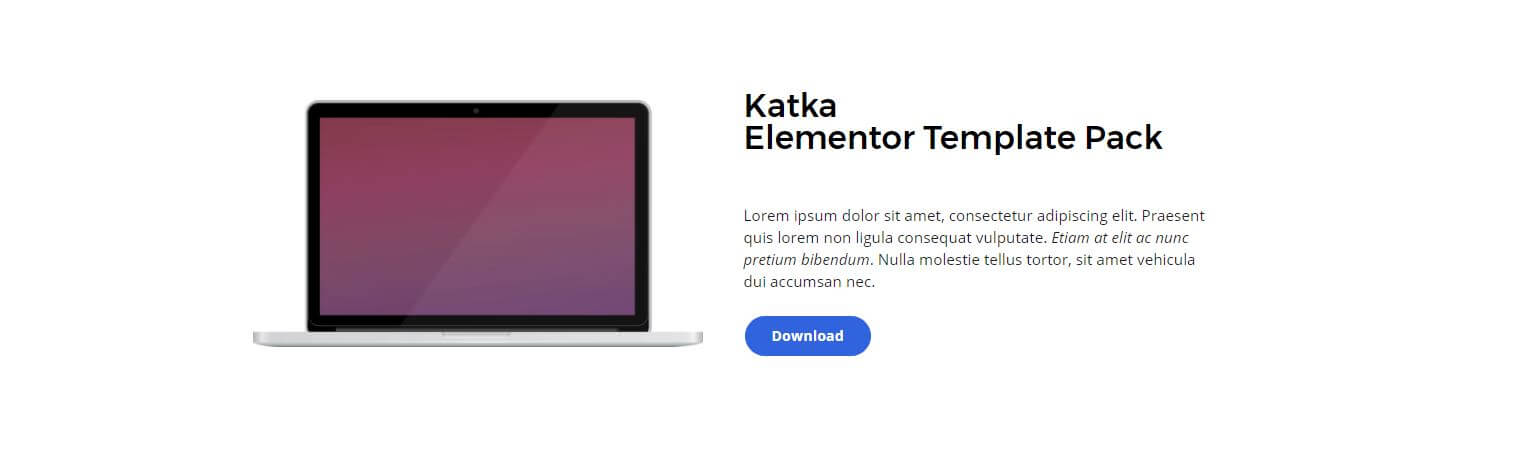 Katka
Elementor Template Pack
Lorem ipsum dolor sit amet, consectetur adipiscing elit. Praesent
quis lorem non ligula consequat vulputate. Etiam at elit ac nunc
pretium bibendum. Nulla molestie tellus tortor, sit amet vehicula
dui accumsan nec.
Download